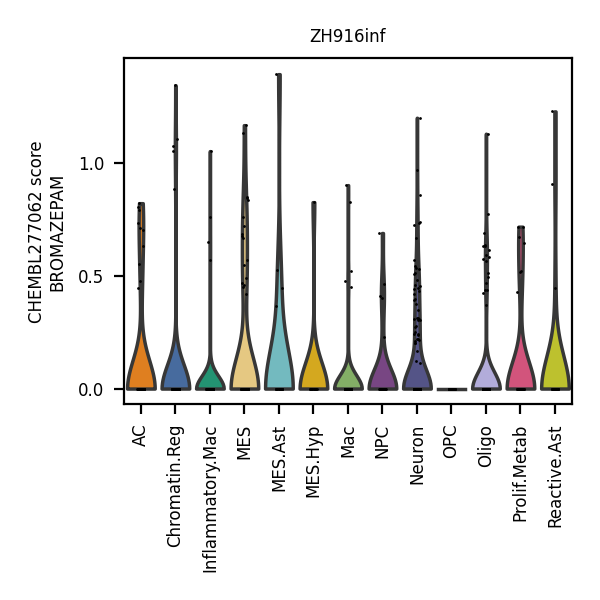 ZH916inf
CHEMBL277062 score
BROMAZEPAM
1.0
0.5
0.0
AC
Chromatin.Reg
Inflammatory.Mac
MES
MES.Ast
MES.Hyp
Mac
NPC
Neuron
OPC
Oligo
Prolif.Metab
Reactive.Ast